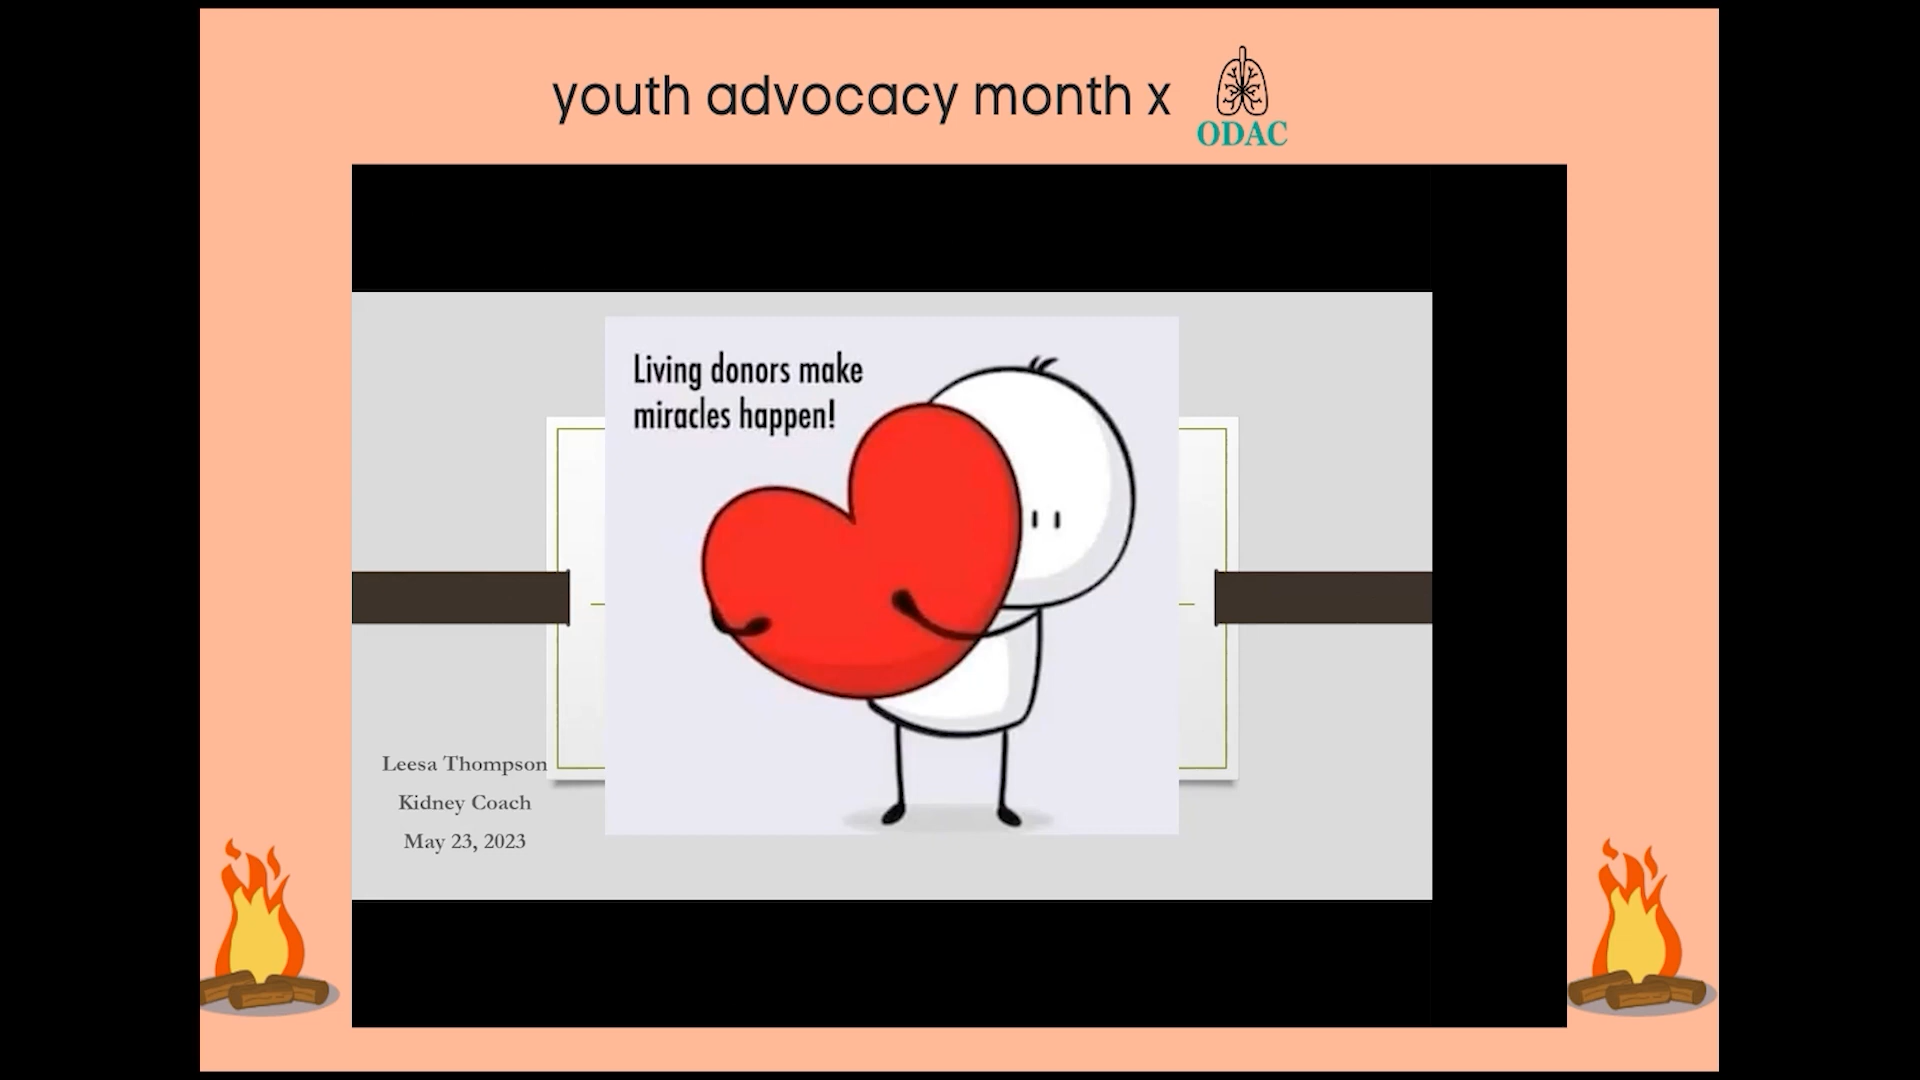 youth advocacy month x
ODAC
Living donors make
miracles happen!
Leesa Thompson
Kidney Coach
May 23, 2023